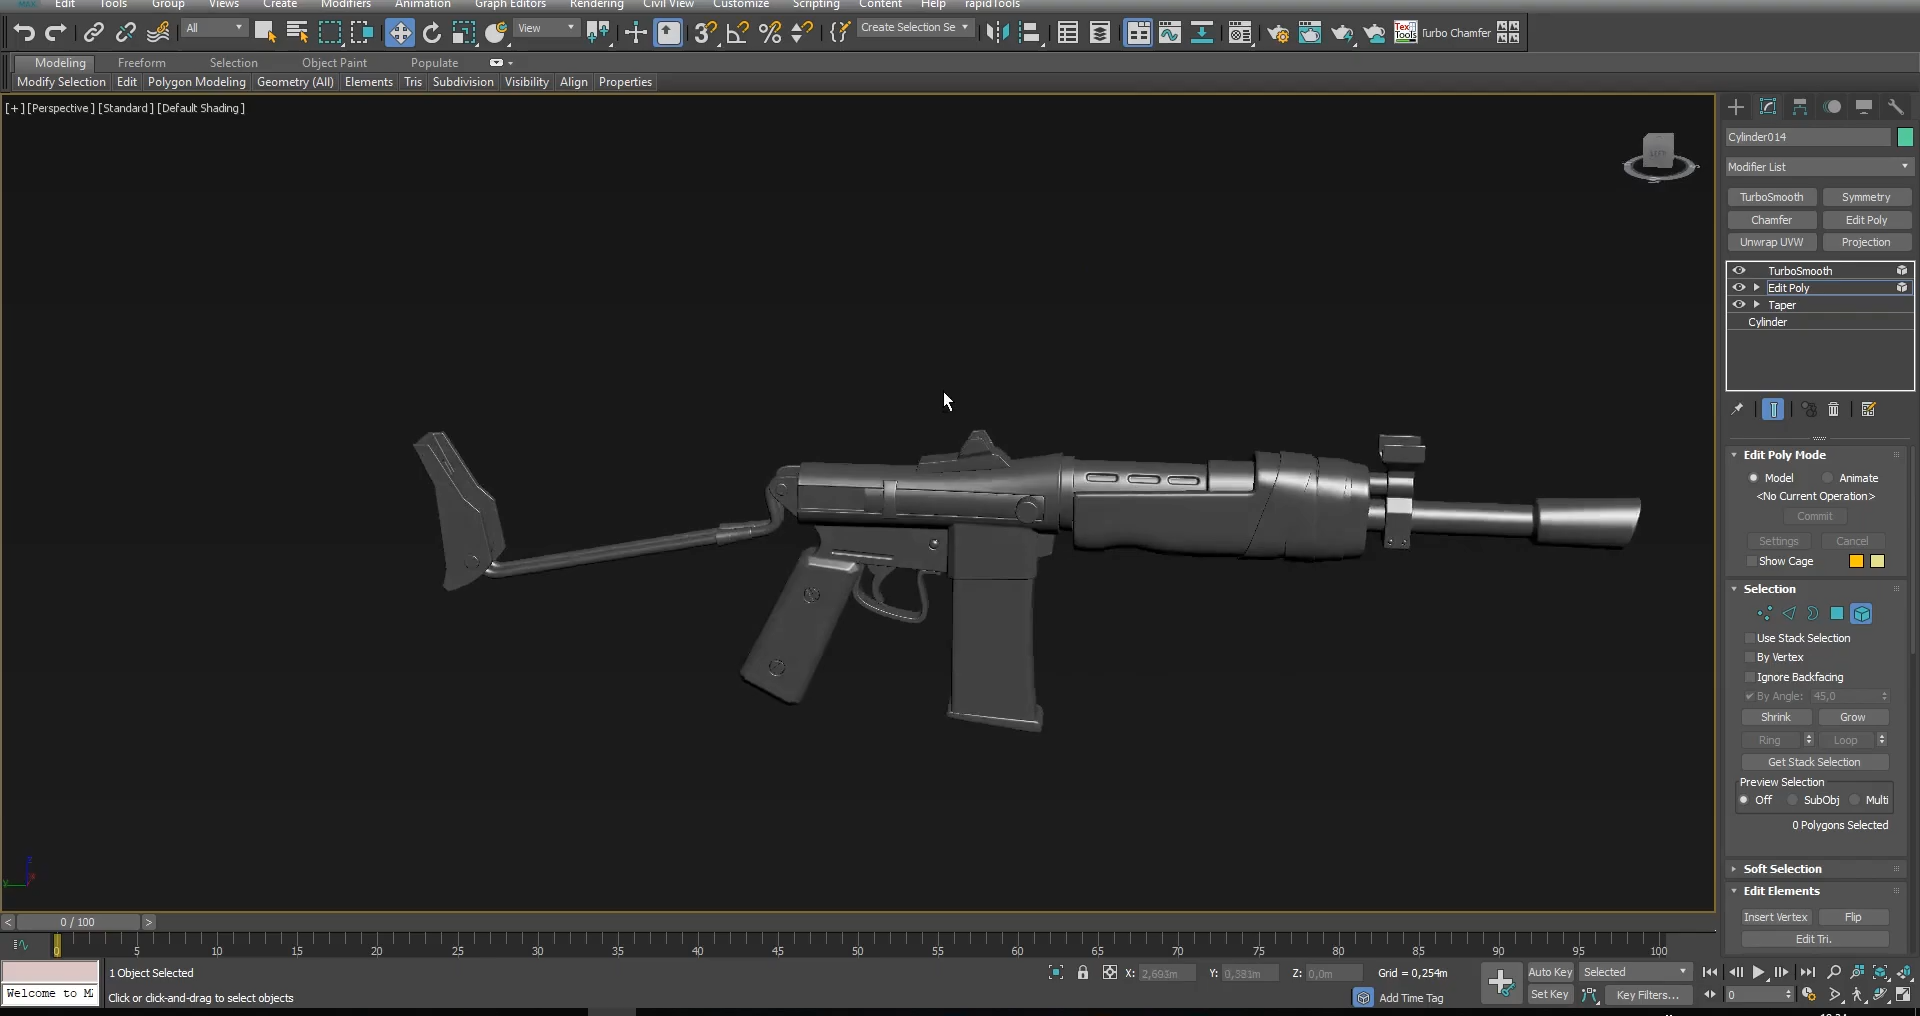 Edit Tools Group Views Create Modifiers Animation Graph Editors Rendering Civil View Customize Scripting Content Help rapidTools
All View Create Selection Se Turbo Chamfer
Modeling Freeform Selection Object Paint Populate
Modify Selection Edit Polygon Modeling Geometry (All) Elements Tris Subdivision Visibility Align Properties
[+] [Perspective] [Standard] [Default Shading]
Cylinder014
Modifier List
TurboSmooth Symmetry
Chamfer Edit Poly
Unwrap UVW Projection
TurboSmooth
Edit Poly
Taper
Cylinder
Edit Poly Mode
Model Animate
<No Current Operation>
Commit
Settings Cancel
Show Cage
Selection
Use Stack Selection
By Vertex
Ignore Backfacing
By Angle: 45,0
Shrink Grow
Ring Loop
Get Stack Selection
Preview Selection
Off SubObj Multi
0 Polygons Selected
Soft Selection
Edit Elements
Insert Vertex Flip
Edit Tri.
< 0 / 100 >
0 5 10 15 20 25 30 35 40 45 50 55 60 65 70 75 80 85 90 95 100
1 Object Selected X: 2,693m Y: 0,381m Z: 0,0m Grid = 0,254m Auto Key Selected
Welcome to M Click or click-and-drag to select objects Add Time Tag Set Key Key Filters... 0